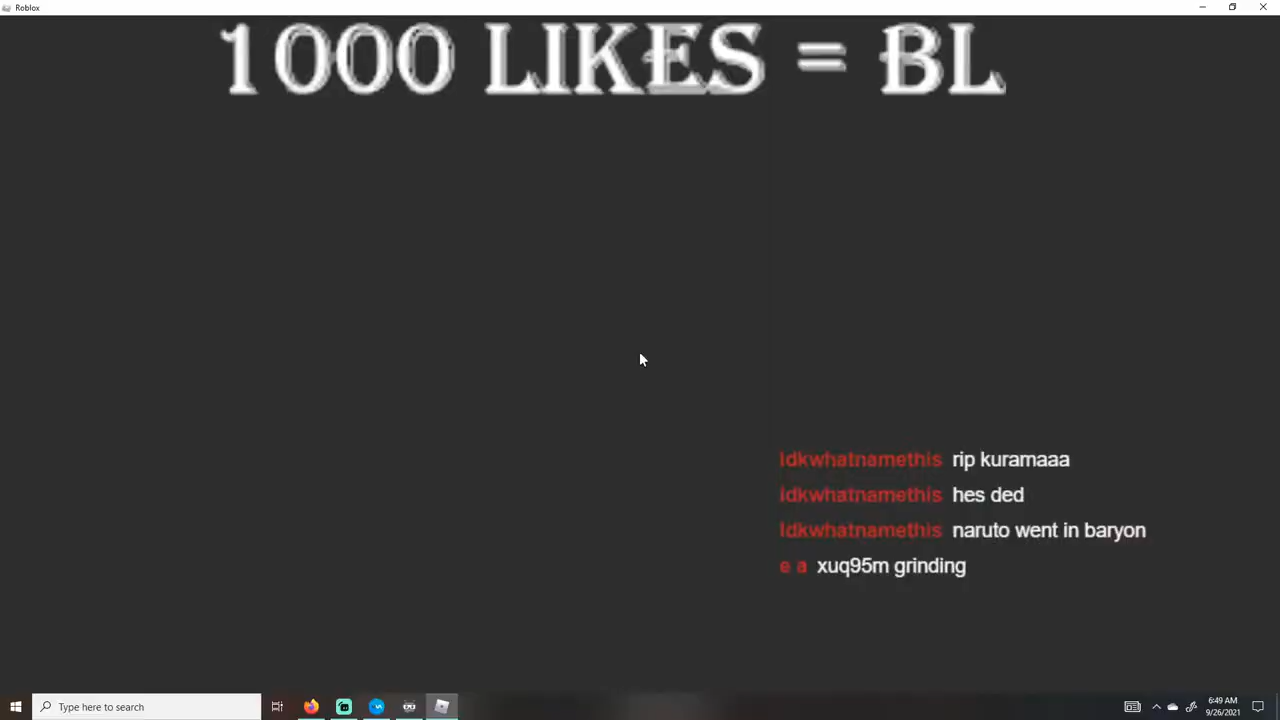 Roblox
1000 LIKES = BL
Idkwhatnamethis rip kuramaaa
Idkwhatnamethis hes ded
Idkwhatnamethis naruto went in baryon
e a xuq95m grinding
Type here to search
6:49 AM
9/26/2021